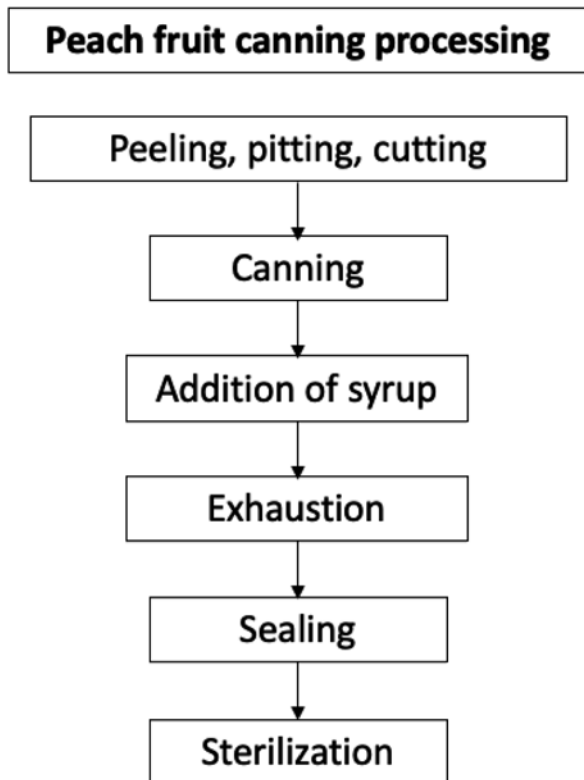 Peach fruit canning processing
Peeling, pitting, cutting
Canning
Addition of syrup
Exhaustion
Sealing
Sterilization